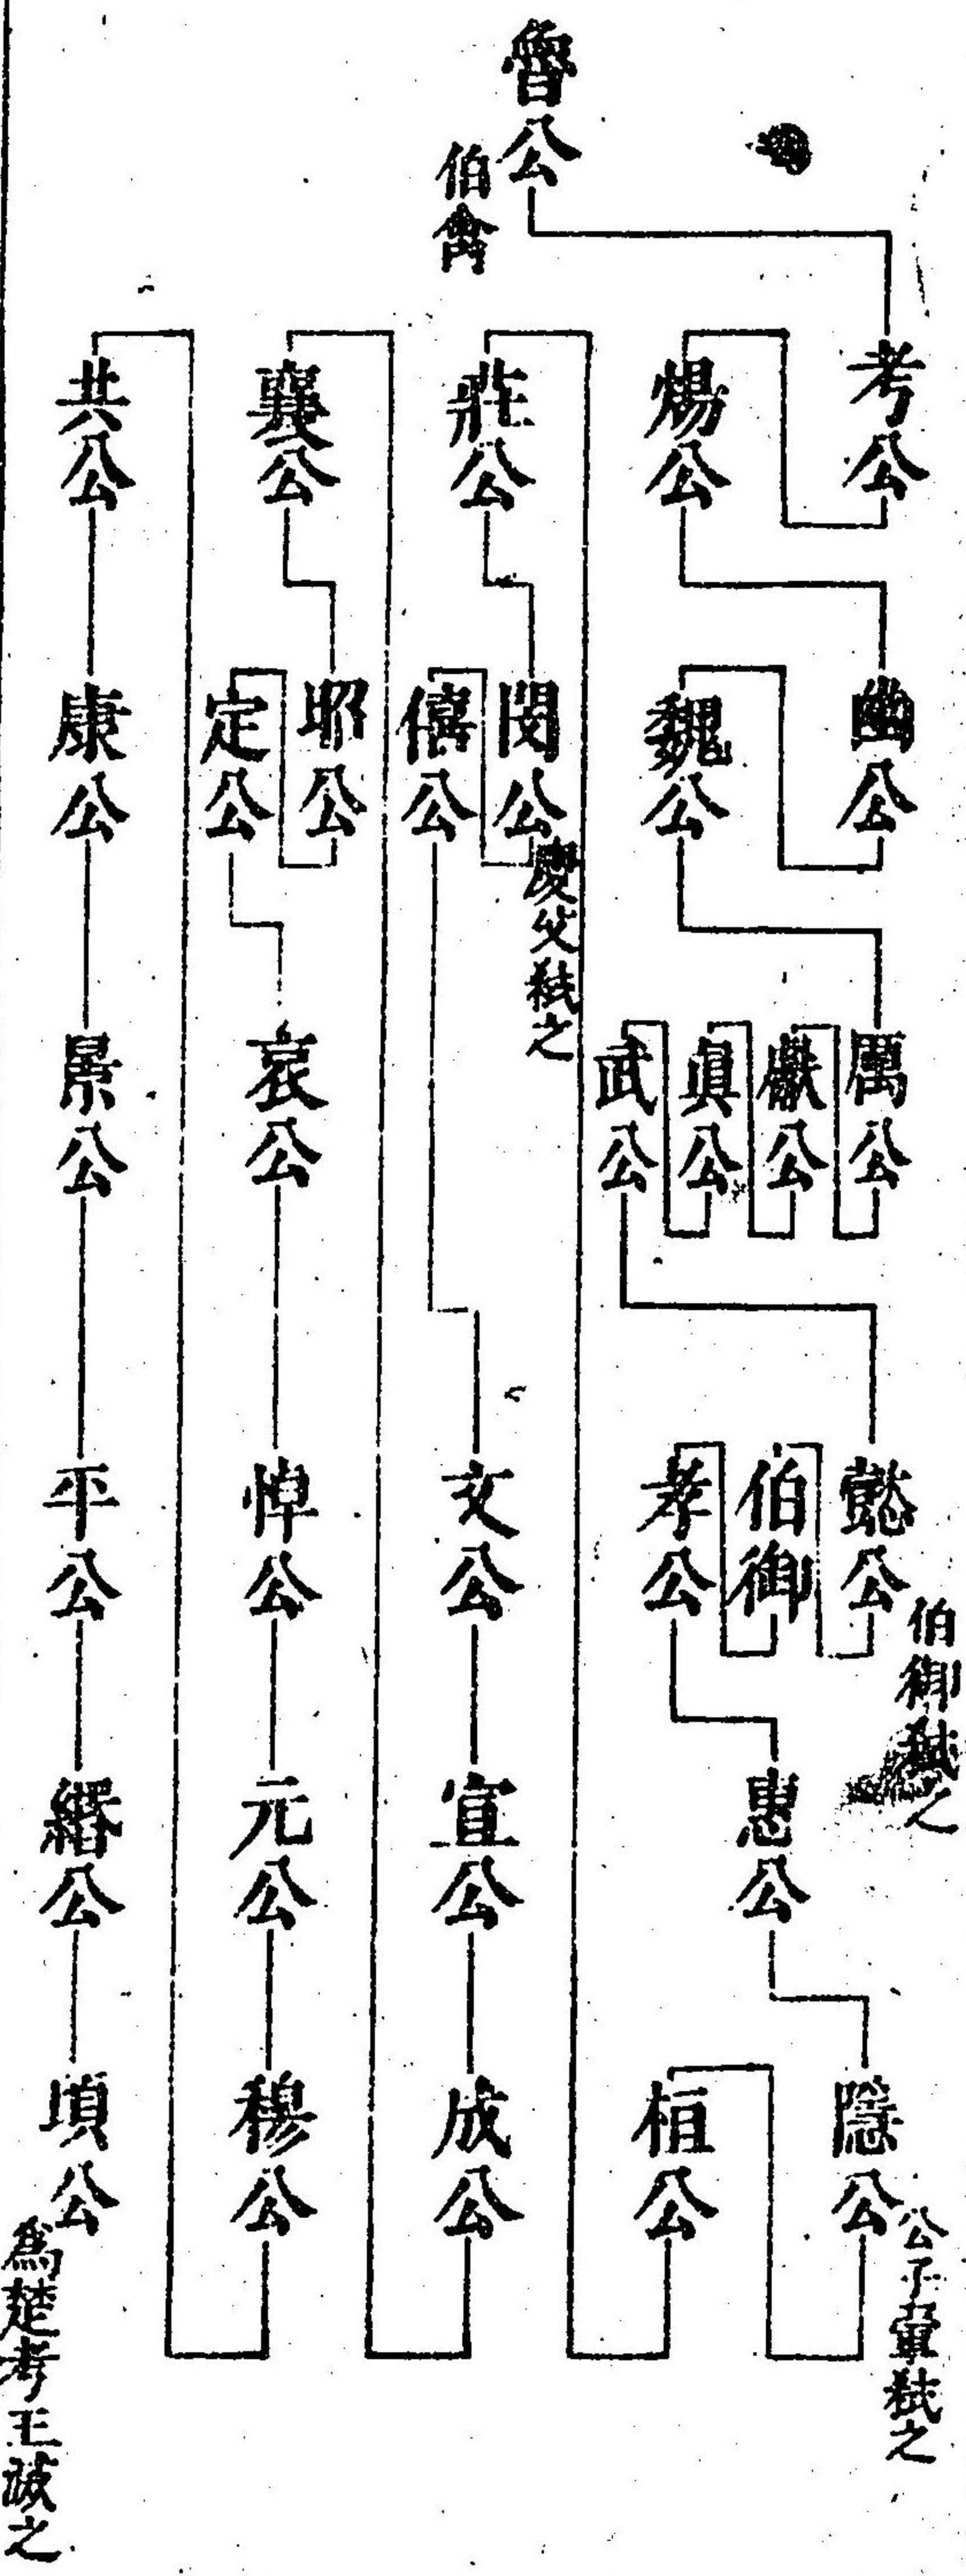 魯公
伯禽
考公
煬公
幽公
魏公
厲公
獻公
眞公
武公
懿公
伯御弑之
伯御
孝公
惠公
隱公
公子翬弑之
桓公
莊公
閔公
慶父弑之
僖公
文公
宣公
成公
襄公
昭公
定公
哀公
悼公
元公
穆公
共公
康公
景公
平公
緡公
頃公
爲楚考王滅之